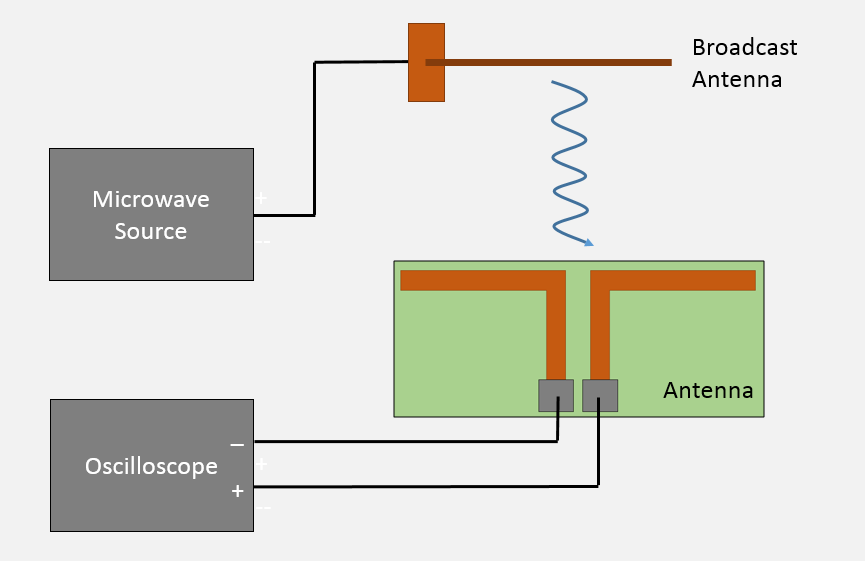 Broadcast
Antenna
Microwave
Source
+
--
Antenna
Oscilloscope
–
+
+
--